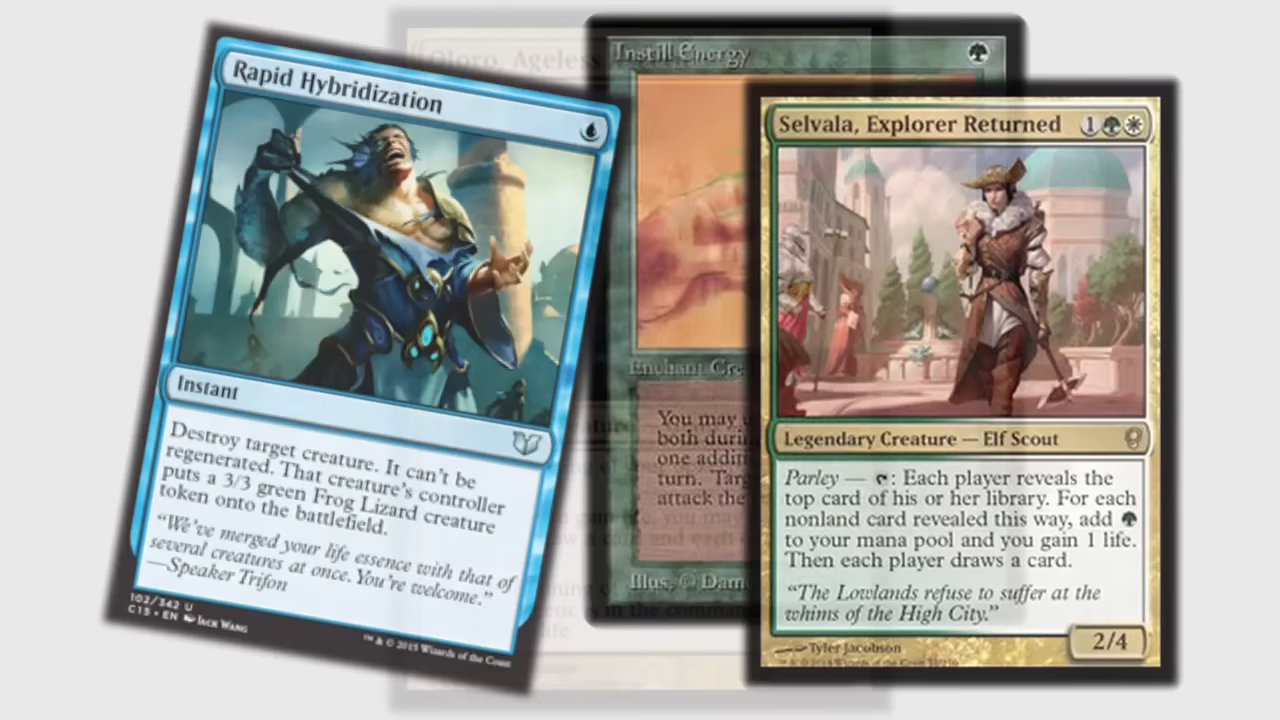 Rapid Hybridization
Instant
Destroy target creature. It can't be
regenerated. That creature's controller
puts a 3/3 green Frog Lizard creature
token onto the battlefield.
“We've merged your life essence with that of
several creatures at once. You're welcome.”
—Speaker Trifon
102/342 U
C15 • EN Jack Wang
™ & © 2015 Wizards of the Coast
Oloro, Ageless
Instill Energy
Enchant Cre
You may
both durin
one additi
turn. Targ
attack the
Illus. © Dam
Selvala, Explorer Returned 1
Legendary Creature — Elf Scout
Parley — : Each player reveals the
top card of his or her library. For each
nonland card revealed this way, add
to your mana pool and you gain 1 life.
Then each player draws a card.
“The Lowlands refuse to suffer at the
whims of the High City.”
2/4
Tyler Jacobson